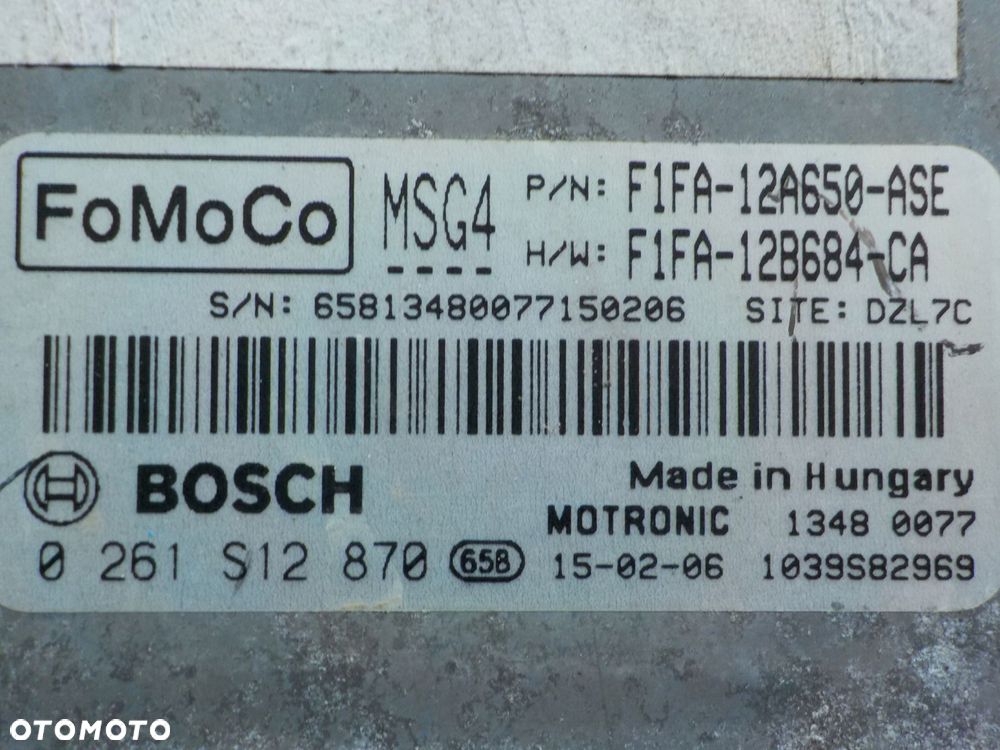 FoMoCo MSG4 P/N: F1FA-12A650-ASE
---- H/W: F1FA-12B684-CA
S/N: 65813480077150206 SITE: DZL7C
BOSCH Made in Hungary
MOTRONIC 1348 0077
0 261 S12 870 658 15-02-06 1039S82969
OTOMOTO